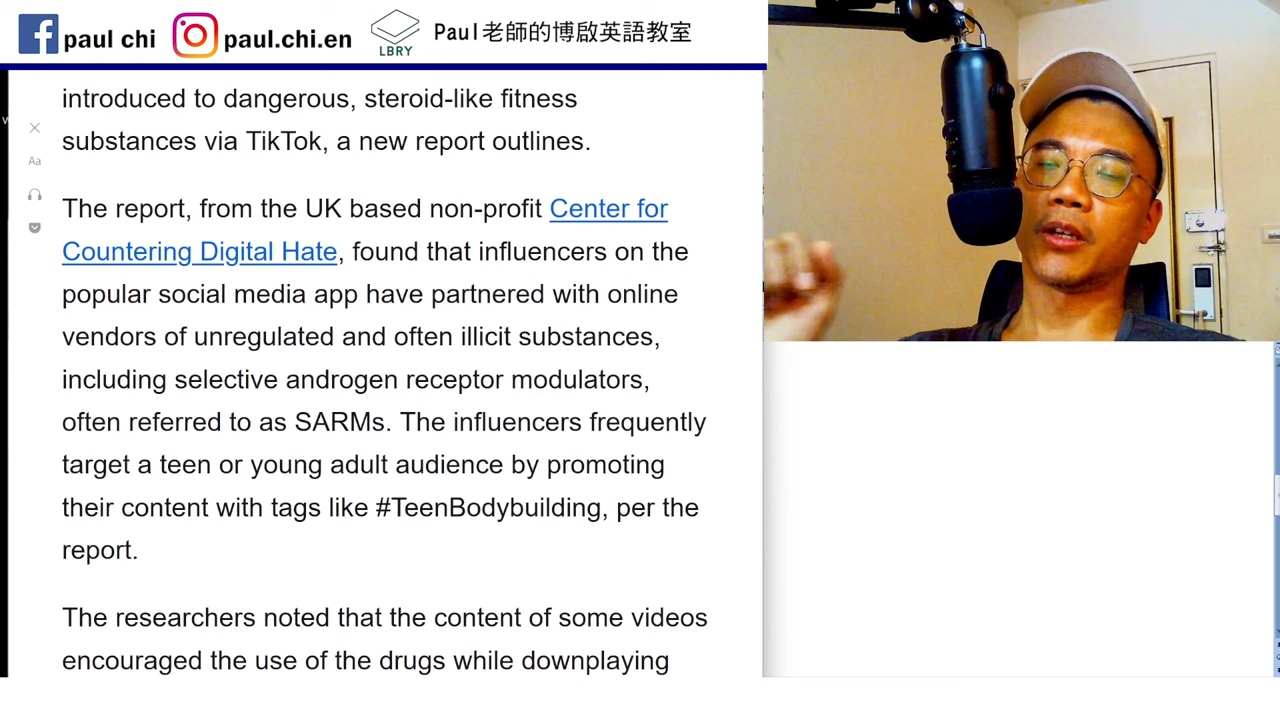 paul chi
paul.chi.en
LBRY
Paul老師的博啟英語教室
introduced to dangerous, steroid-like fitness
substances via TikTok, a new report outlines.
Aa
The report, from the UK based non-profit Center for
Countering Digital Hate, found that influencers on the
popular social media app have partnered with online
vendors of unregulated and often illicit substances,
including selective androgen receptor modulators,
often referred to as SARMs. The influencers frequently
target a teen or young adult audience by promoting
their content with tags like #TeenBodybuilding, per the
report.
The researchers noted that the content of some videos
encouraged the use of the drugs while downplaying